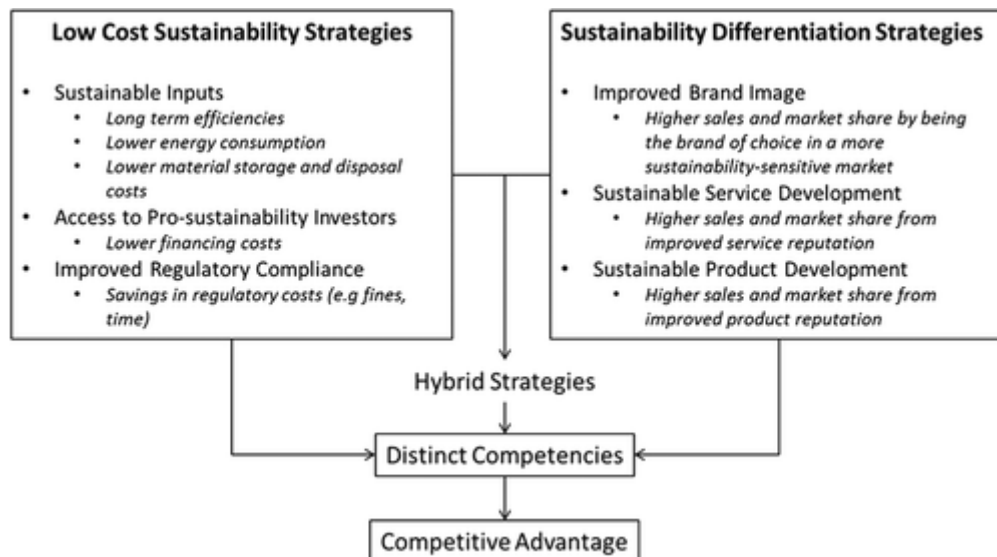 Low Cost Sustainability Strategies
• Sustainable Inputs
• Long term efficiencies
• Lower energy consumption
• Lower material storage and disposal
costs
• Access to Pro-sustainability Investors
• Lower financing costs
• Improved Regulatory Compliance
• Savings in regulatory costs (e.g fines,
time)
Sustainability Differentiation Strategies
• Improved Brand Image
• Higher sales and market share by being
the brand of choice in a more
sustainability-sensitive market
• Sustainable Service Development
• Higher sales and market share from
improved service reputation
• Sustainable Product Development
• Higher sales and market share from
improved product reputation
Hybrid Strategies
Distinct Competencies
Competitive Advantage